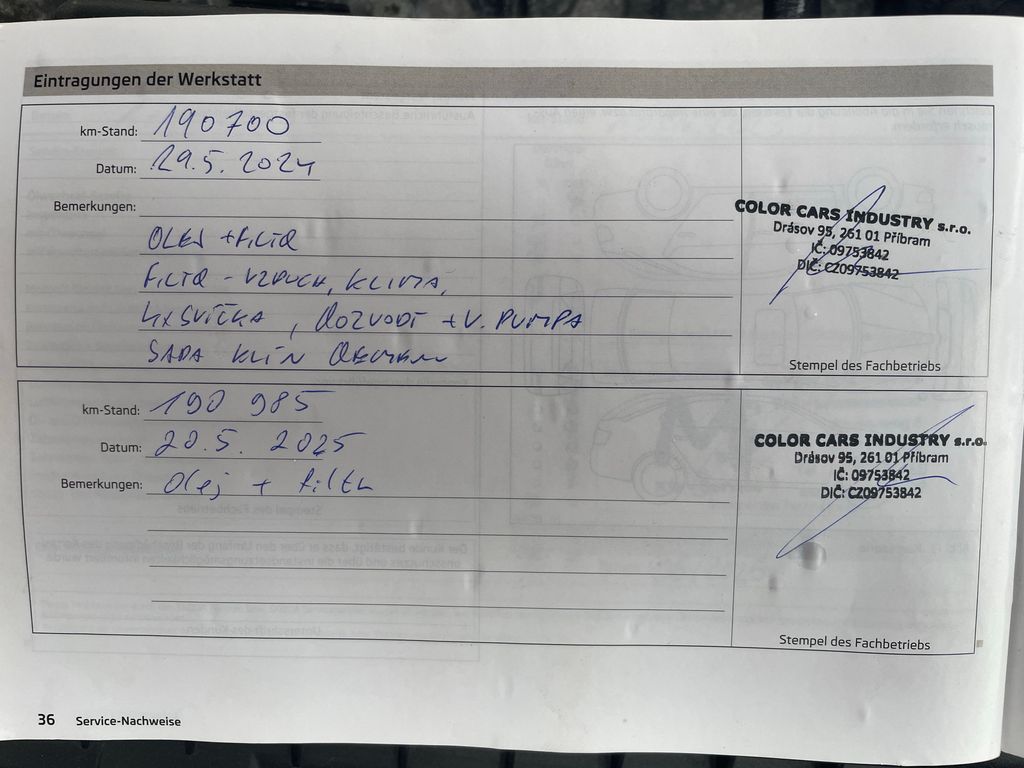 Eintragungen der Werkstatt
km-Stand: 190 700
Datum: 29.5. 2024
Bemerkungen:
OLEJ + FILTR
FILTR - VZDUCH, KLIMA,
4x SVÍČKA, ROZVODY + V. PUMPA
SADA KLÍN ŘEMENU
COLOR CARS INDUSTRY s.r.o.
Drásov 95, 261 01 Příbram
IČ: 09753842
DIČ: CZ09753842
Stempel des Fachbetriebs
km-Stand: 190 985
Datum: 20.5. 2025
Bemerkungen: Olej + filtr
COLOR CARS INDUSTRY s.r.o.
Drásov 95, 261 01 Příbram
IČ: 09753842
DIČ: CZ09753842
Stempel des Fachbetriebs
36 Service-Nachweise